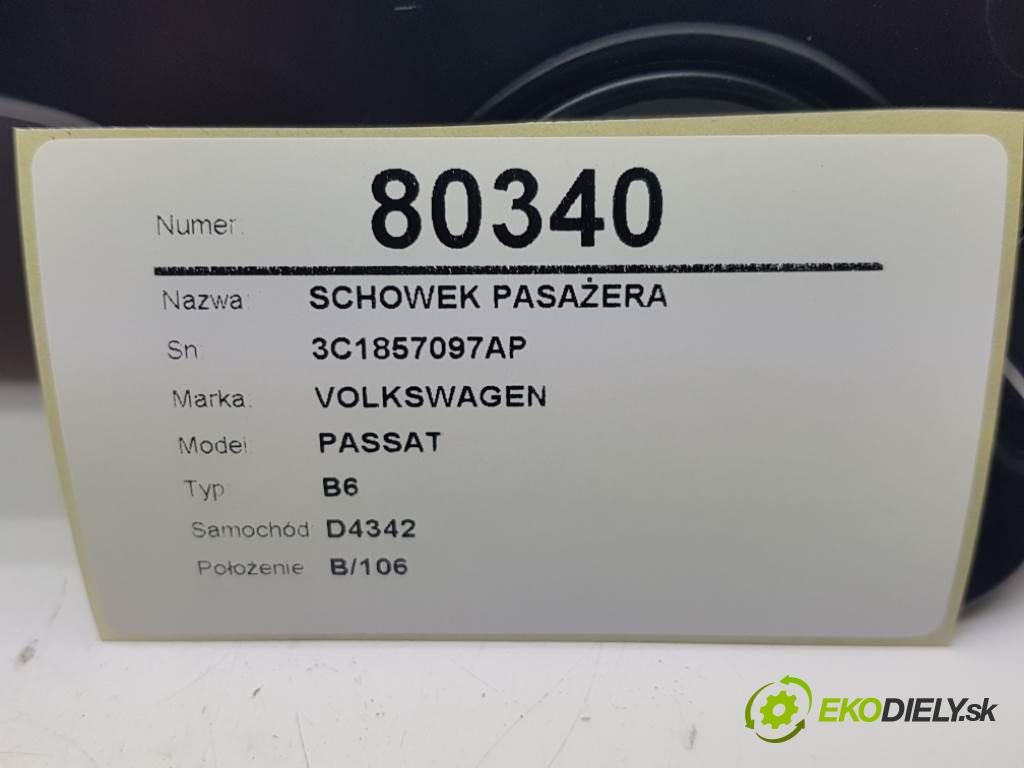 Numer: 80340
Nazwa: SCHOWEK PASAŻERA
Sn 3C1857097AP
Marka: VOLKSWAGEN
Model PASSAT
Typ B6
Samochód D4342
Położenie B/106
EKODIELY.sk